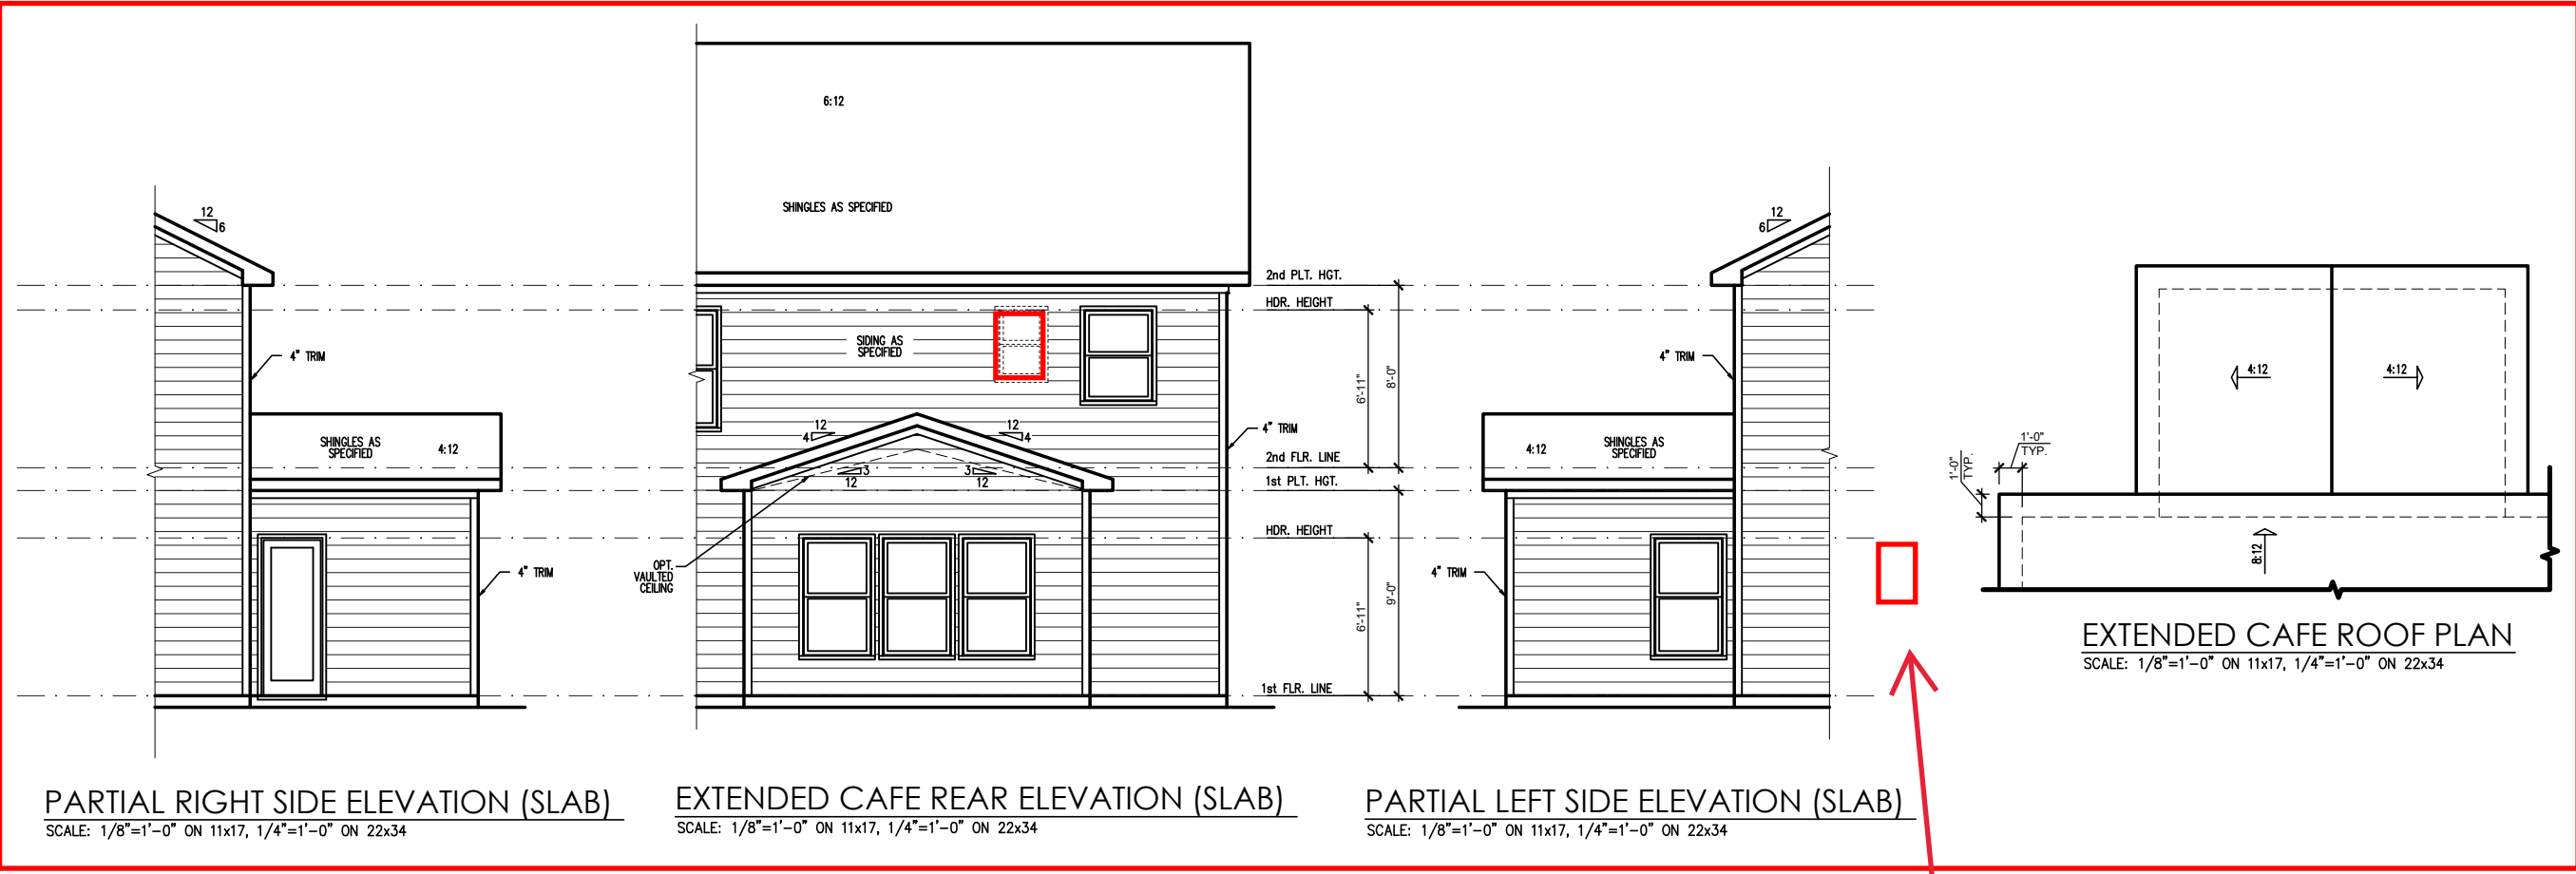 6:12
SHINGLES AS SPECIFIED
12
6
4" TRIM
SHINGLES AS
SPECIFIED
4:12
4" TRIM
PARTIAL RIGHT SIDE ELEVATION (SLAB)
SCALE: 1/8"=1'-0" ON 11x17, 1/4"=1'-0" ON 22x34
SIDING AS
SPECIFIED
12
4
12
4
3
12
3
12
OPT.
VAULTED
CEILING
4" TRIM
EXTENDED CAFE REAR ELEVATION (SLAB)
SCALE: 1/8"=1'-0" ON 11x17, 1/4"=1'-0" ON 22x34
2nd PLT. HGT.
HDR. HEIGHT
2nd FLR. LINE
1st PLT. HGT.
HDR. HEIGHT
1st FLR. LINE
6'-11"
8'-0"
6'-11"
9'-0"
12
6
4" TRIM
4:12
SHINGLES AS
SPECIFIED
4" TRIM
PARTIAL LEFT SIDE ELEVATION (SLAB)
SCALE: 1/8"=1'-0" ON 11x17, 1/4"=1'-0" ON 22x34
4:12
4:12
1'-0"
TYP.
1'-0"
TYP.
8:12
EXTENDED CAFE ROOF PLAN
SCALE: 1/8"=1'-0" ON 11x17, 1/4"=1'-0" ON 22x34